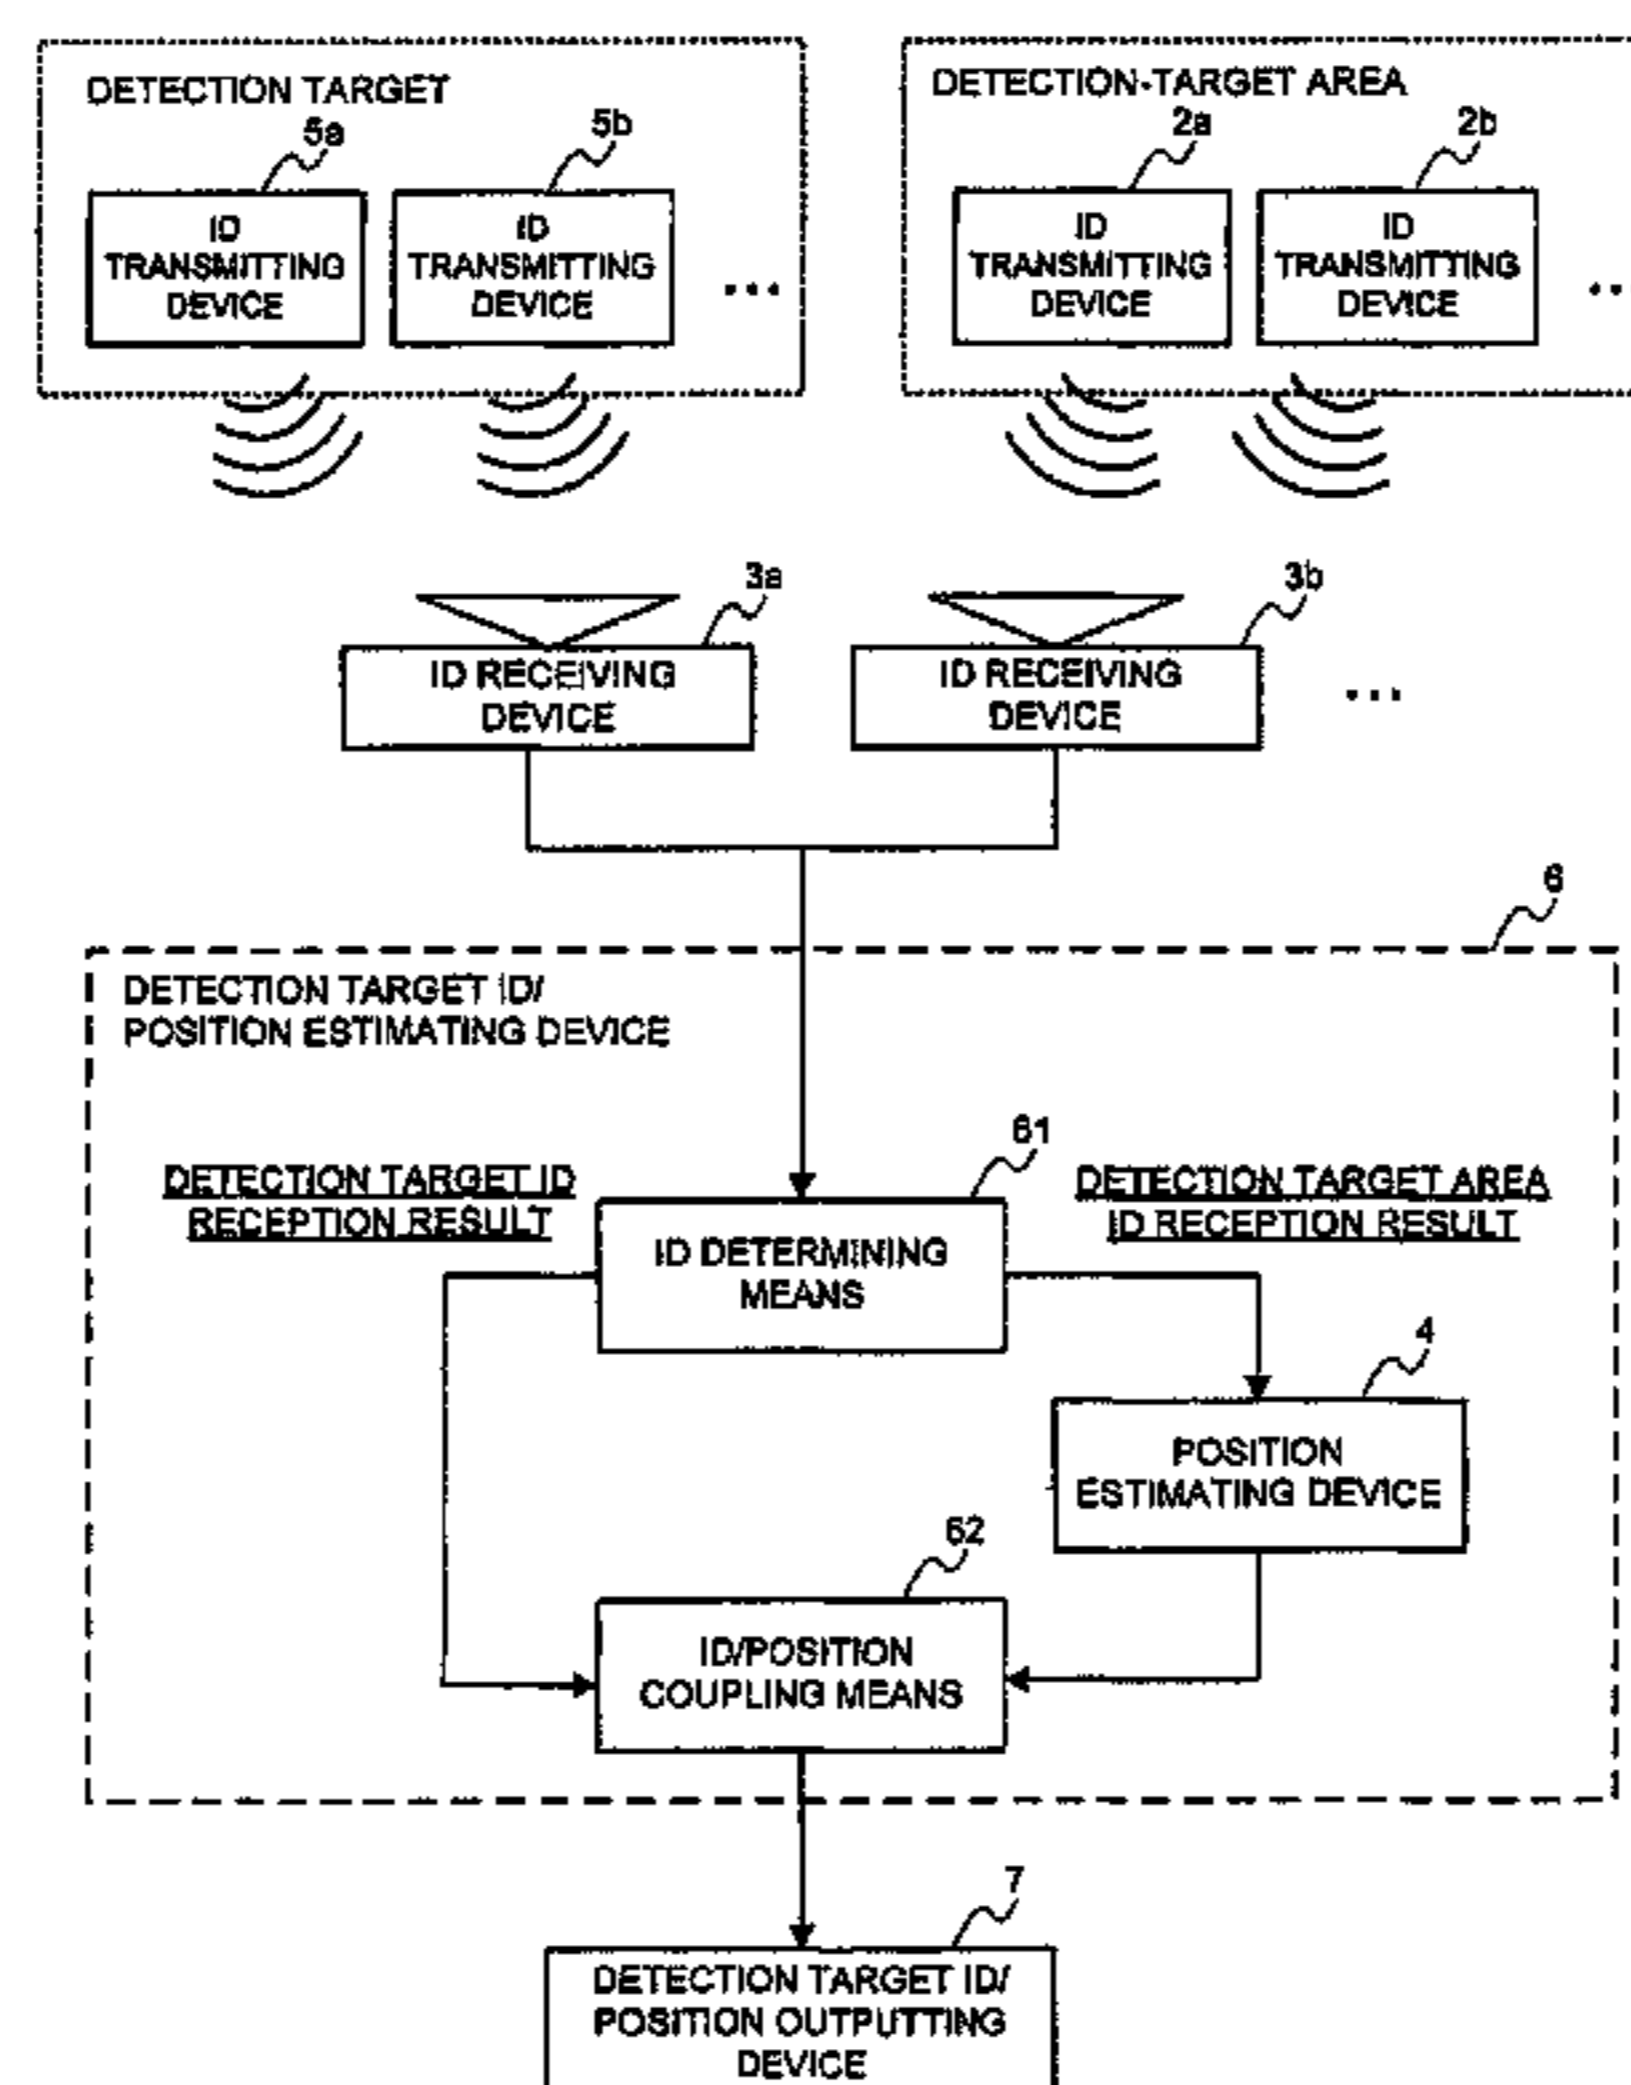 DETECTION TARGET
DETECTION-TARGET AREA
5a
5b
2a
2b
ID
TRANSMITTING
DEVICE
ID
TRANSMITTING
DEVICE
...
ID
TRANSMITTING
DEVICE
ID
TRANSMITTING
DEVICE
..
3a
3b
ID RECEIVING
DEVICE
ID RECEIVING
DEVICE
...
6
DETECTION TARGET ID/
POSITION ESTIMATING DEVICE
61
DETECTION TARGET ID
RECEPTION RESULT
DETECTION TARGET AREA
ID RECEPTION RESULT
ID DETERMINING
MEANS
4
POSITION
ESTIMATING DEVICE
62
ID/POSITION
COUPLING MEANS
7
DETECTION TARGET ID/
POSITION OUTPUTTING
DEVICE